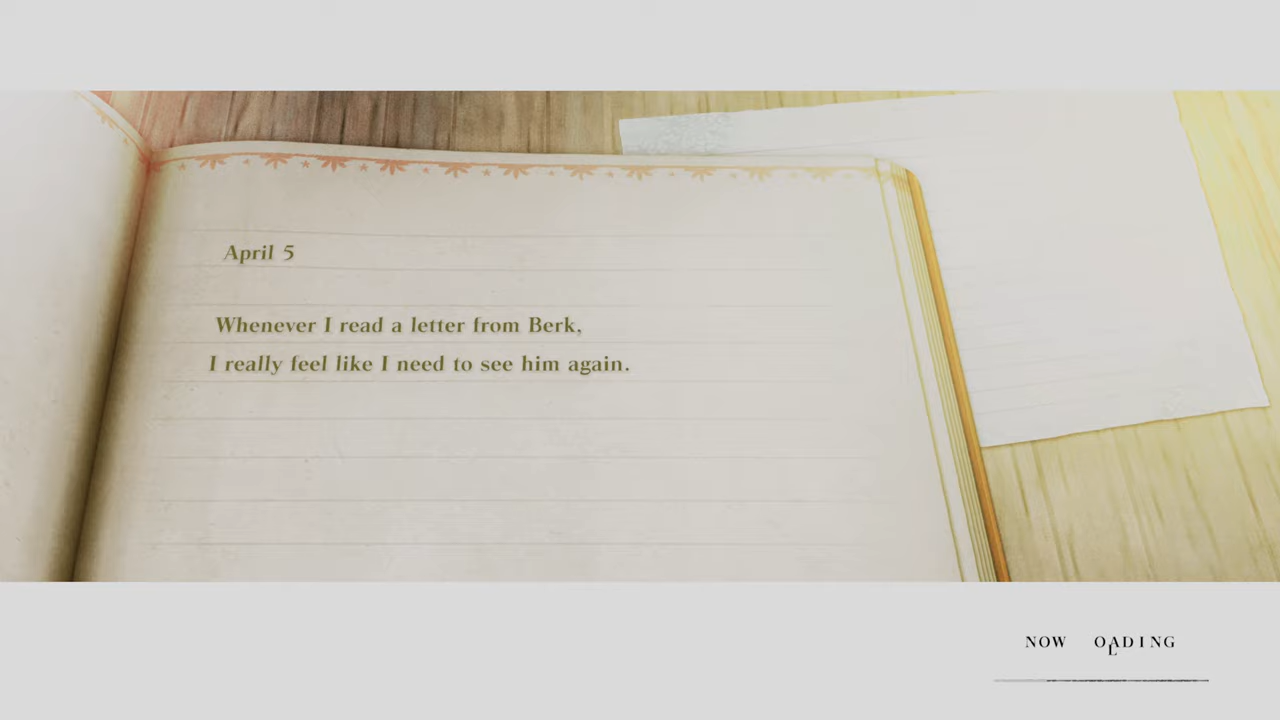 April 5
Whenever I read a letter from Berk,
I really feel like I need to see him again.
NOW LOADING